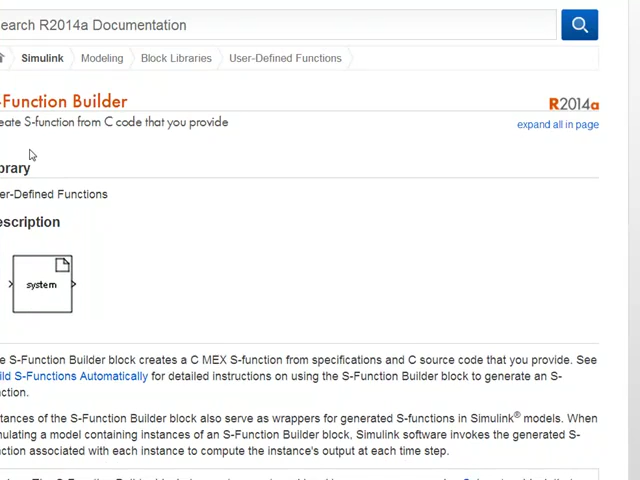 earch R2014a Documentation
Simulink Modeling Block Libraries User-Defined Functions
-Function Builder
R2014a
eate S-function from C code that you provide
expand all in page
brary
er-Defined Functions
escription
system
e S-Function Builder block creates a C MEX S-function from specifications and C source code that you provide. See
ild S-Functions Automatically for detailed instructions on using the S-Function Builder block to generate an S-
ction.
tances of the S-Function Builder block also serve as wrappers for generated S-functions in Simulink® models. When
mulating a model containing instances of an S-Function Builder block, Simulink software invokes the generated S-
nction associated with each instance to compute the instance's output at each time step.